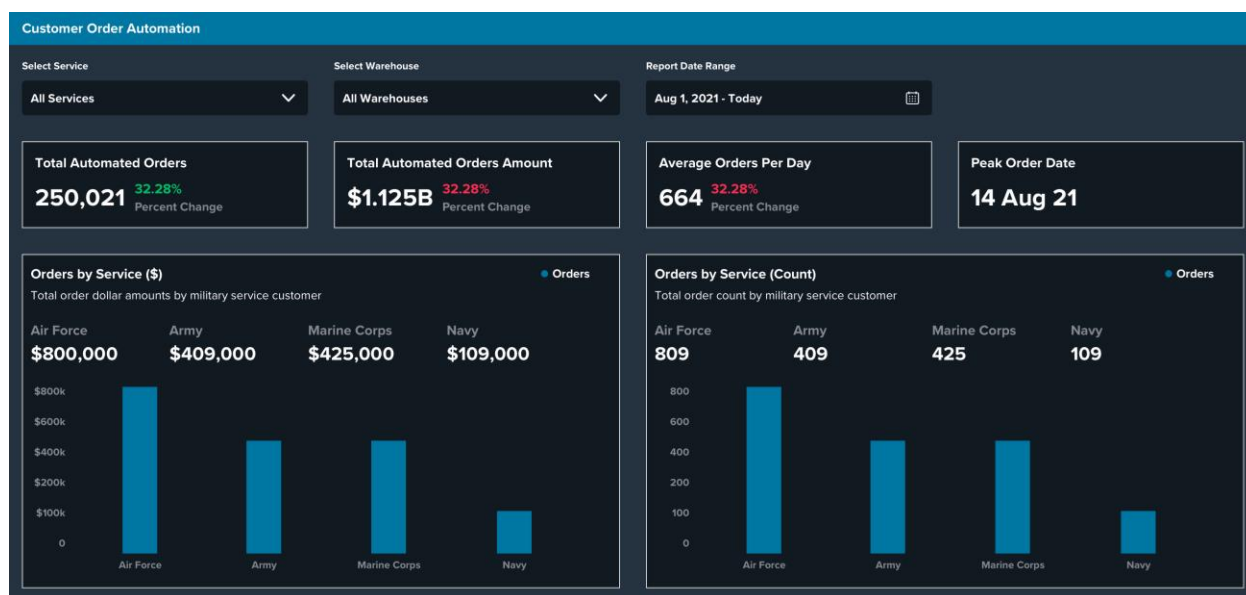 Customer Order Automation
Select Service
Select Warehouse
Report Date Range
All Services
All Warehouses
Aug 1, 2021 - Today
Total Automated Orders
250,021
32.28%
Percent Change
Total Automated Orders Amount
$1.125B
32.28%
Percent Change
Average Orders Per Day
664
32.28%
Percent Change
Peak Order Date
14 Aug 21
Orders by Service ($)
Orders
Total order dollar amounts by military service customer
Air Force
Army
Marine Corps
Navy
$800,000
$409,000
$425,000
$109,000
$800k
$600k
$400k
$200k
$100k
0
Air Force
Army
Marine Corps
Navy
Orders by Service (Count)
Orders
Total order count by military service customer
Air Force
Army
Marine Corps
Navy
809
409
425
109
800
600
400
200
100
0
Air Force
Army
Marine Corps
Navy